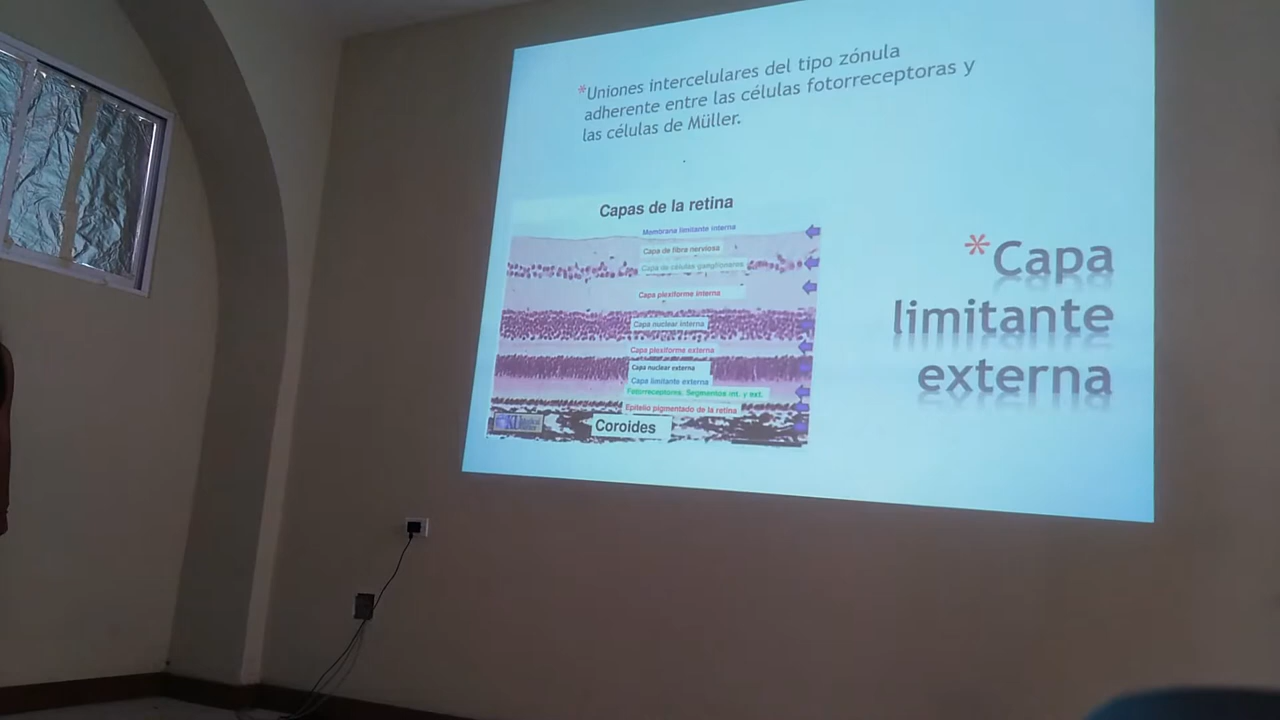 *Uniones intercelulares del tipo zónula
adherente entre las células fotorreceptoras y
las células de Müller.
Capas de la retina
Membrana limitante interna
Capa de fibra nerviosa
Capa de células ganglionares
Capa plexiforme interna
Capa nuclear interna
Capa plexiforme externa
Capa nuclear externa
Capa limitante externa
Fotorreceptores. Segmentos int. y ext.
Epitelio pigmentado de la retina
Coroides
*Capa
limitante
externa